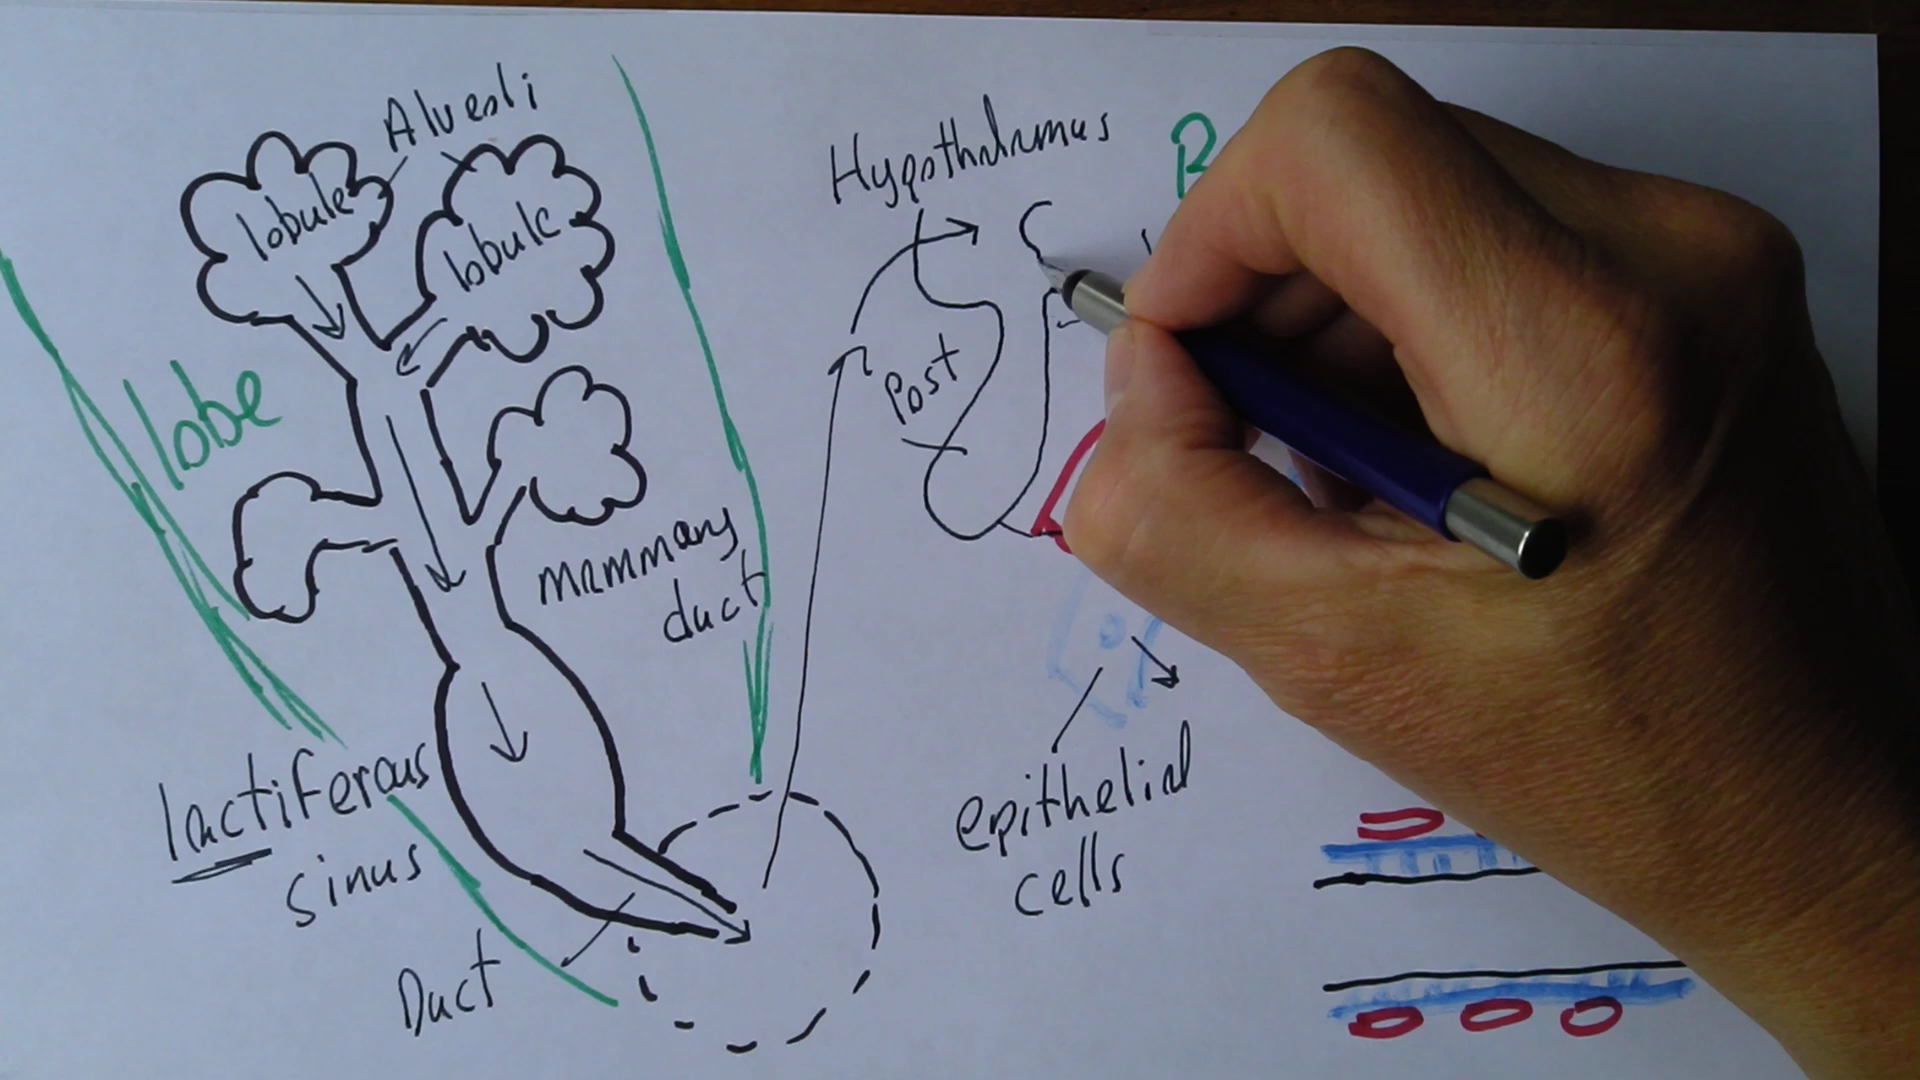 Alveoli
lobule
lobule
lobe
mammary
duct
lactiferous
sinus
Duct
Hypothalamus
Post
epithelial
cells